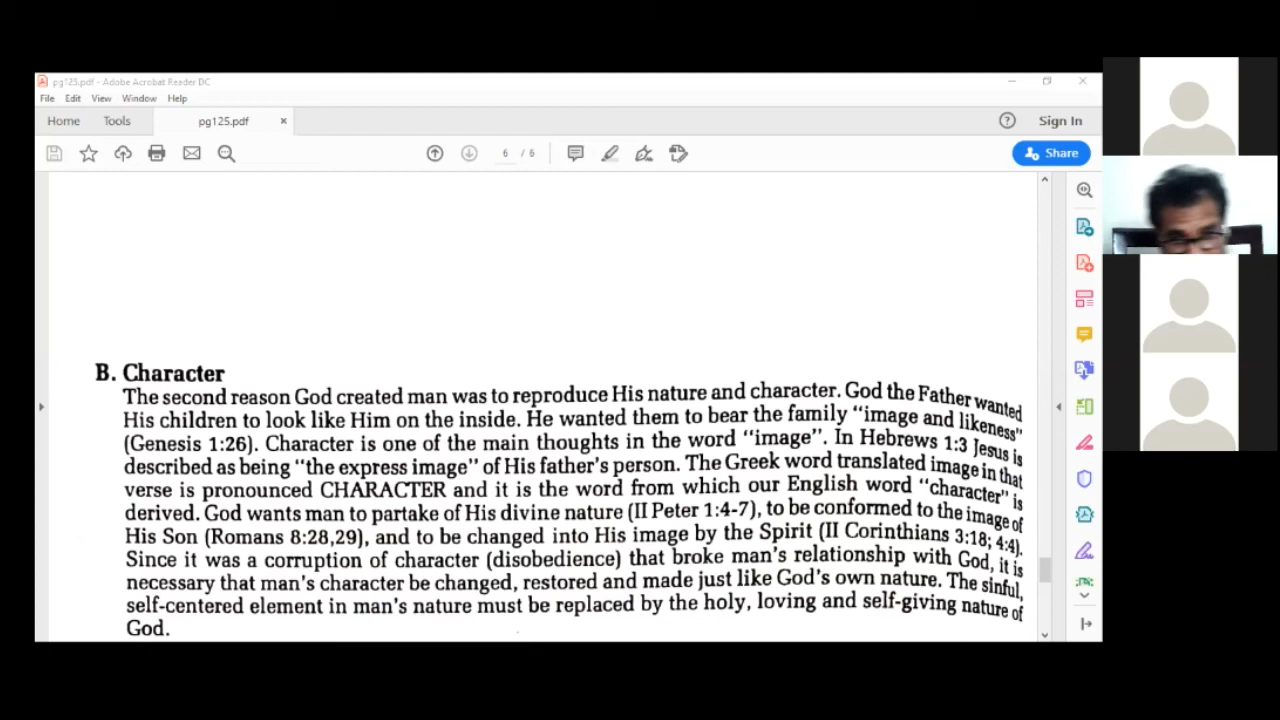 pg125.pdf - Adobe Acrobat Reader DC
File Edit View Window Help
Home Tools pg125.pdf × Sign In
6 / 6 Share
B. Character
The second reason God created man was to reproduce His nature and character. God the Father wanted
His children to look like Him on the inside. He wanted them to bear the family "image and likeness"
(Genesis 1:26). Character is one of the main thoughts in the word "image". In Hebrews 1:3 Jesus is
described as being "the express image" of His father's person. The Greek word translated image in that
verse is pronounced CHARACTER and it is the word from which our English word "character" is
derived. God wants man to partake of His divine nature (II Peter 1:4-7), to be conformed to the image of
His Son (Romans 8:28,29), and to be changed into His image by the Spirit (II Corinthians 3:18; 4:4).
Since it was a corruption of character (disobedience) that broke man's relationship with God, it is
necessary that man's character be changed, restored and made just like God's own nature. The sinful,
self-centered element in man's nature must be replaced by the holy, loving and self-giving nature of
God.